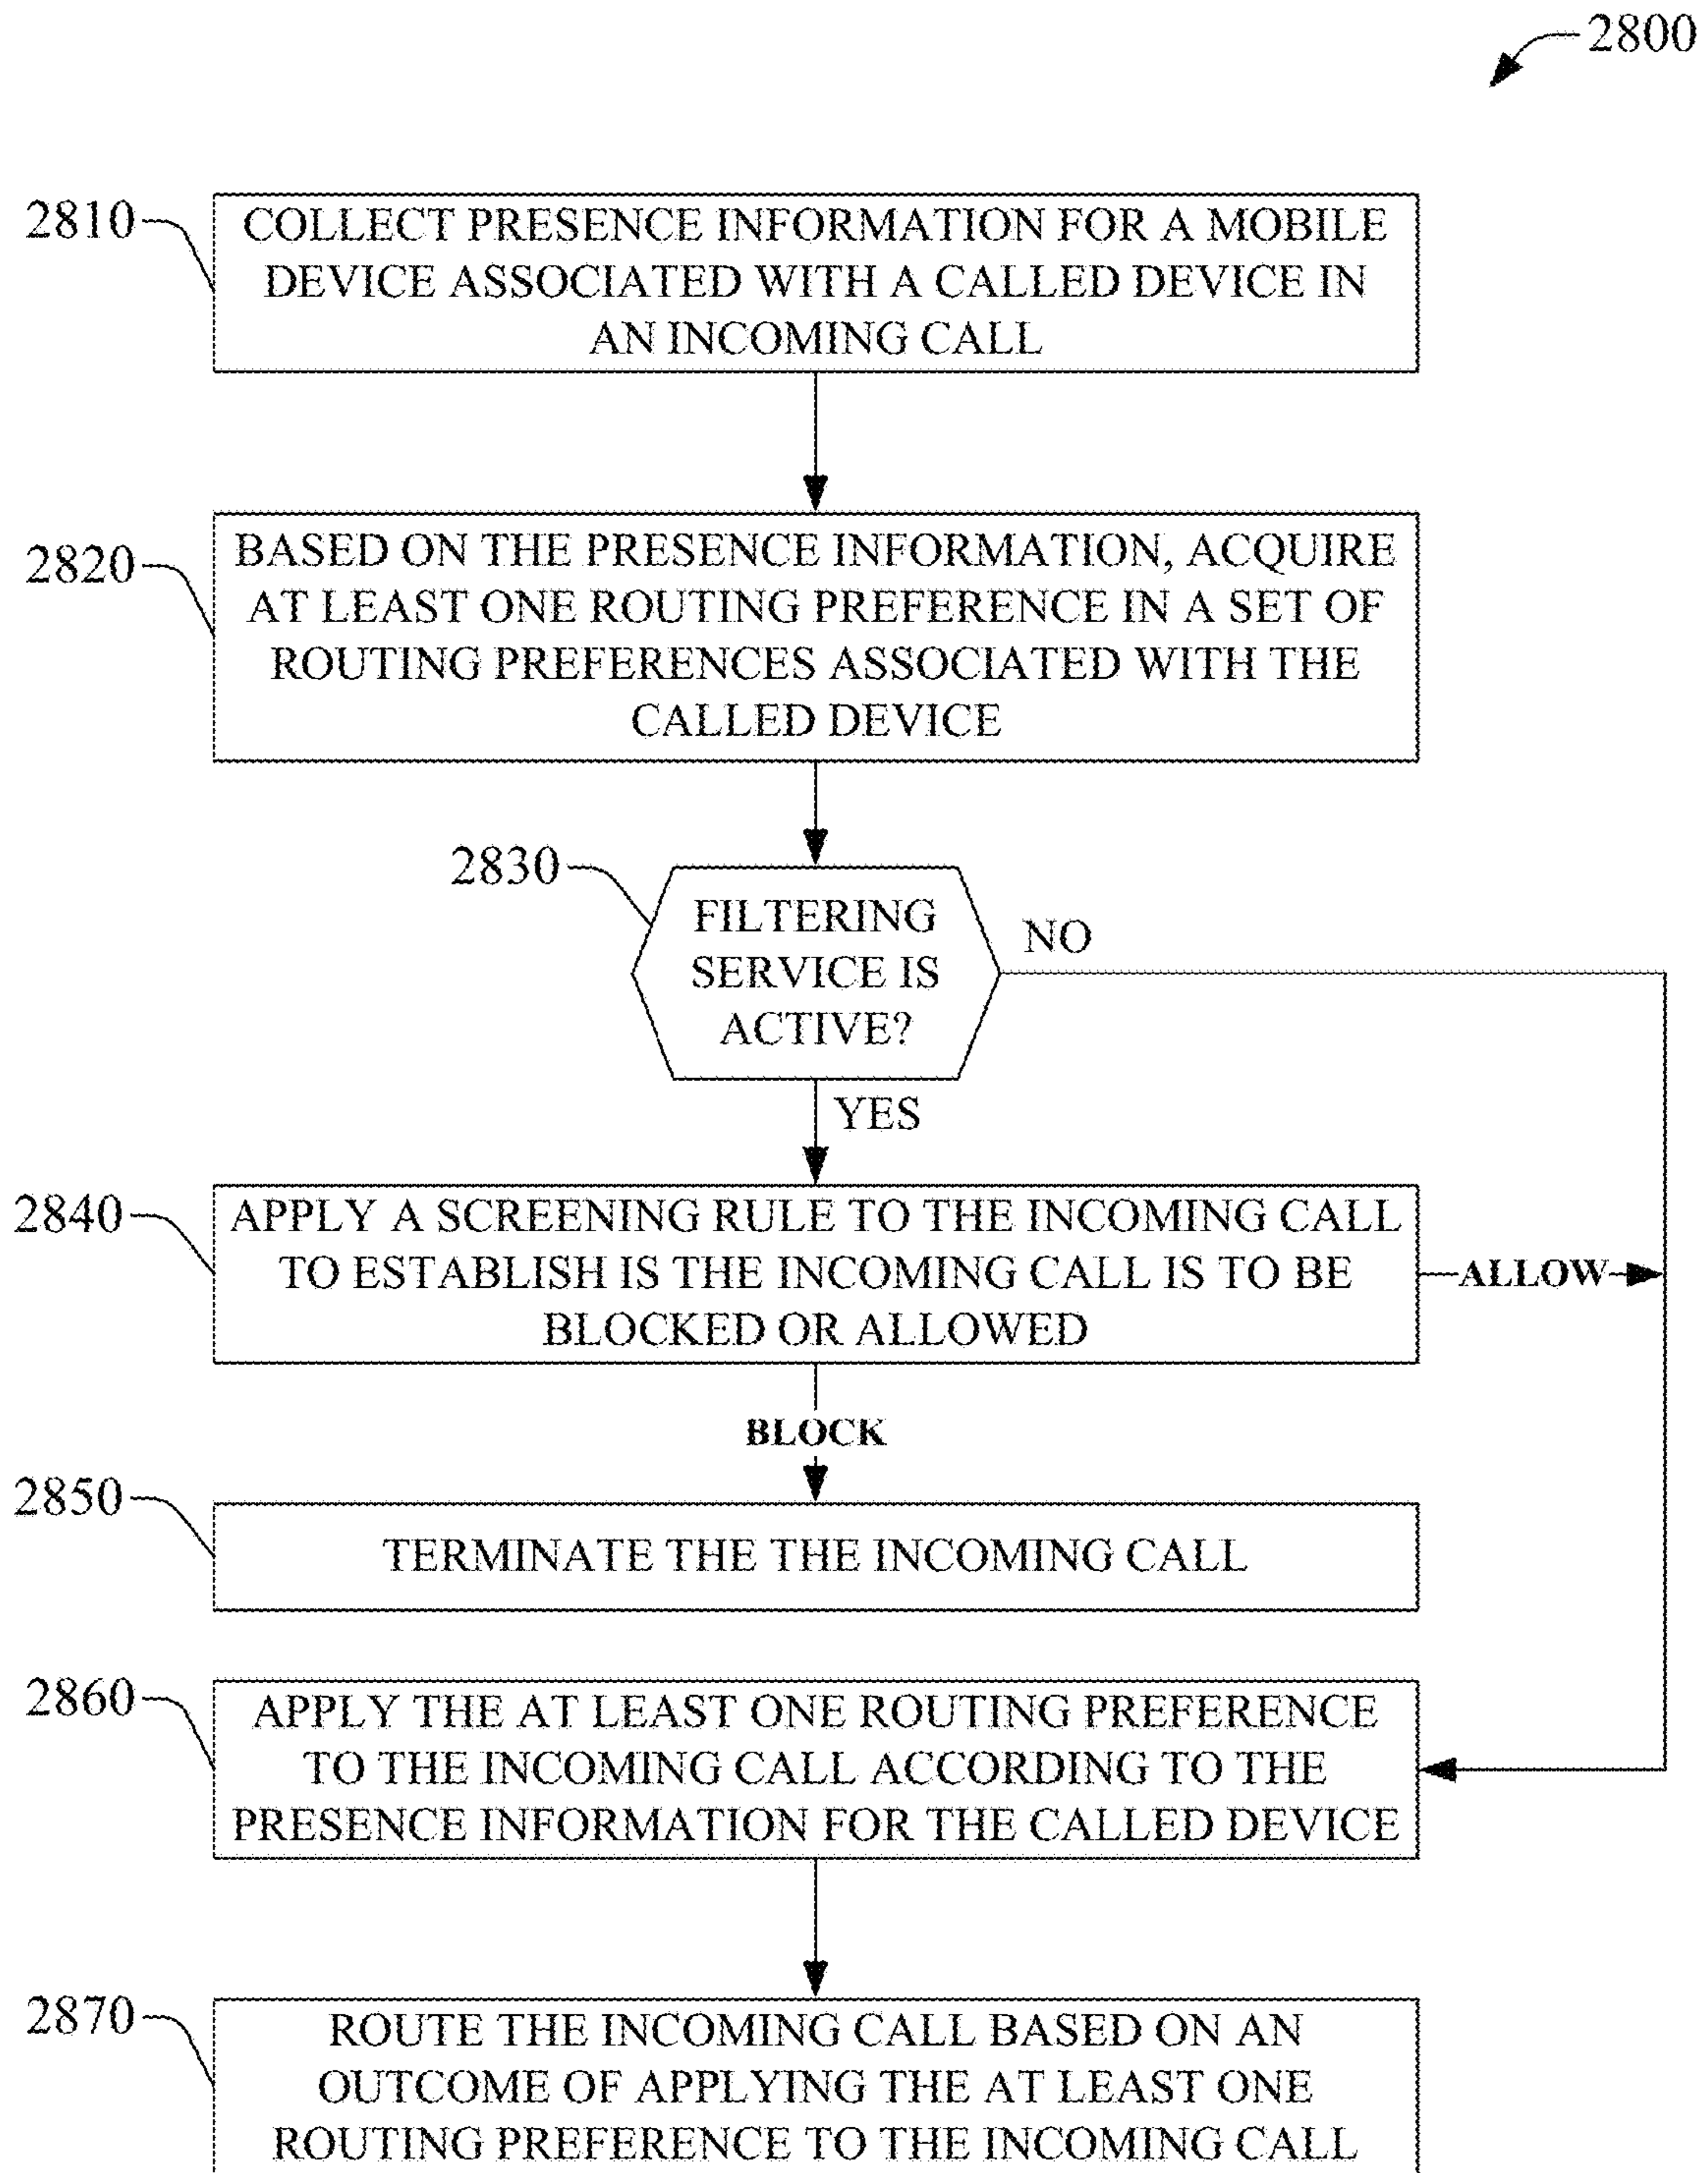 2800
2810
COLLECT PRESENCE INFORMATION FOR A MOBILE
DEVICE ASSOCIATED WITH A CALLED DEVICE IN
AN INCOMING CALL
2820
BASED ON THE PRESENCE INFORMATION, ACQUIRE
AT LEAST ONE ROUTING PREFERENCE IN A SET OF
ROUTING PREFERENCES ASSOCIATED WITH THE
CALLED DEVICE
2830
FILTERING
SERVICE IS
ACTIVE?
NO
YES
2840
APPLY A SCREENING RULE TO THE INCOMING CALL
TO ESTABLISH IS THE INCOMING CALL IS TO BE
BLOCKED OR ALLOWED
ALLOW
BLOCK
2850
TERMINATE THE THE INCOMING CALL
2860
APPLY THE AT LEAST ONE ROUTING PREFERENCE
TO THE INCOMING CALL ACCORDING TO THE
PRESENCE INFORMATION FOR THE CALLED DEVICE
2870
ROUTE THE INCOMING CALL BASED ON AN
OUTCOME OF APPLYING THE AT LEAST ONE
ROUTING PREFERENCE TO THE INCOMING CALL